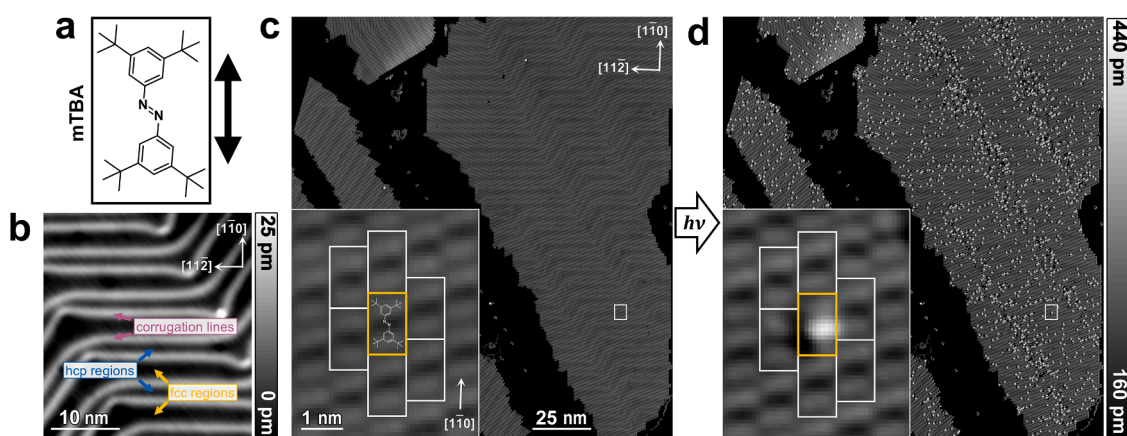 a
mTBA
N
N
b
[11̄0]
[112̄]
corrugation lines
hcp regions
fcc regions
10 nm
25 pm
0 pm
c
[11̄0]
[112̄]
[11̄0]
1 nm
25 nm
hν
d
440 pm
160 pm